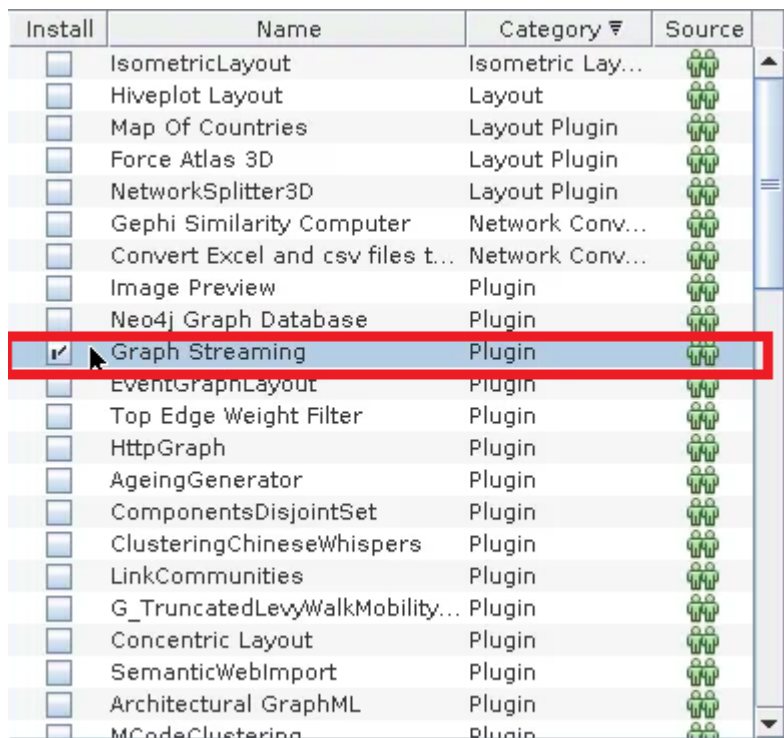 Install Name Category Source
IsometricLayout Isometric Lay...
Hiveplot Layout Layout
Map Of Countries Layout Plugin
Force Atlas 3D Layout Plugin
NetworkSplitter3D Layout Plugin
Gephi Similarity Computer Network Conv...
Convert Excel and csv files t... Network Conv...
Image Preview Plugin
Neo4j Graph Database Plugin
Graph Streaming Plugin
EventGraphLayout Plugin
Top Edge Weight Filter Plugin
HttpGraph Plugin
AgeingGenerator Plugin
ComponentsDisjointSet Plugin
ClusteringChineseWhispers Plugin
LinkCommunities Plugin
G_TruncatedLevyWalkMobility... Plugin
Concentric Layout Plugin
SemanticWebImport Plugin
Architectural GraphML Plugin
MCodeClustering Plugin